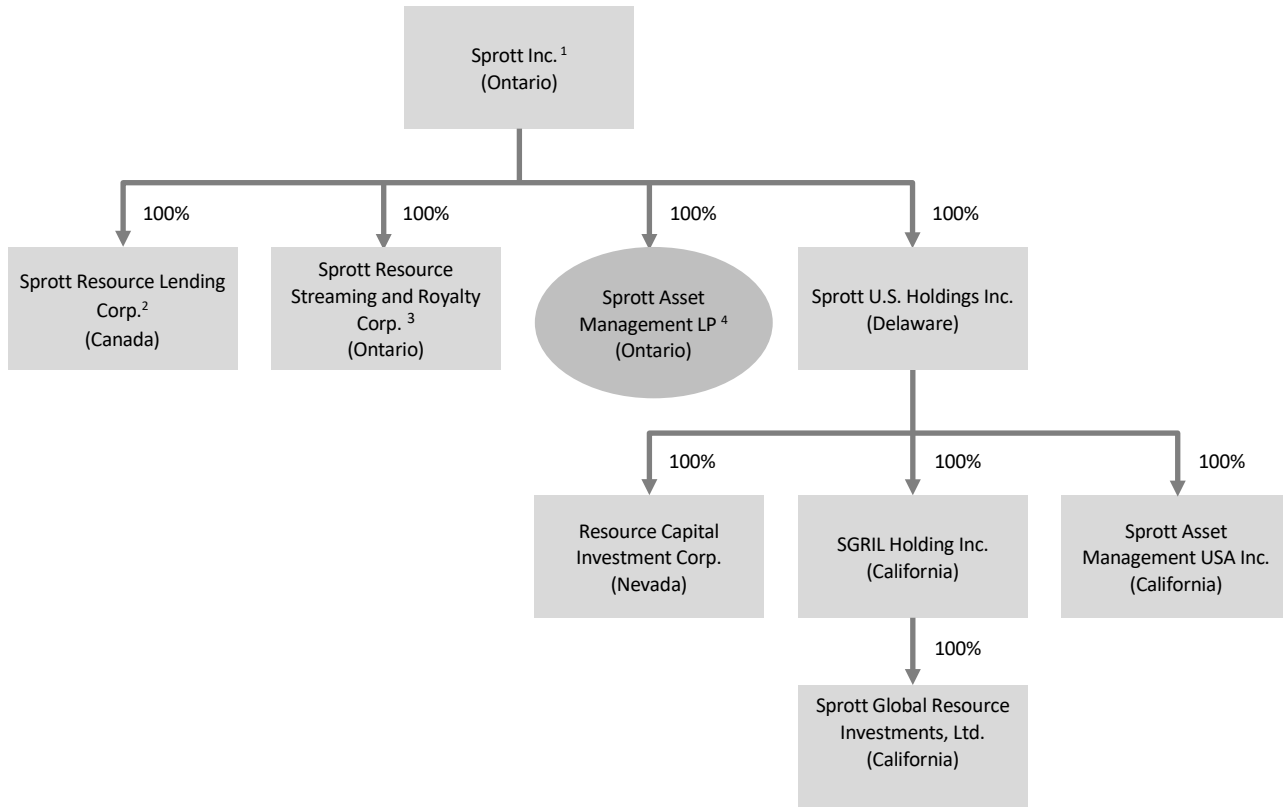 Sprott Inc. 1
(Ontario)
100%
100%
100%
100%
Sprott Resource Lending
Corp.2
(Canada)
Sprott Resource
Streaming and Royalty
Corp. 3
(Ontario)
Sprott Asset
Management LP 4
(Ontario)
Sprott U.S. Holdings Inc.
(Delaware)
100%
100%
100%
Resource Capital
Investment Corp.
(Nevada)
SGRIL Holding Inc.
(California)
Sprott Asset
Management USA Inc.
(California)
100%
Sprott Global Resource
Investments, Ltd.
(California)